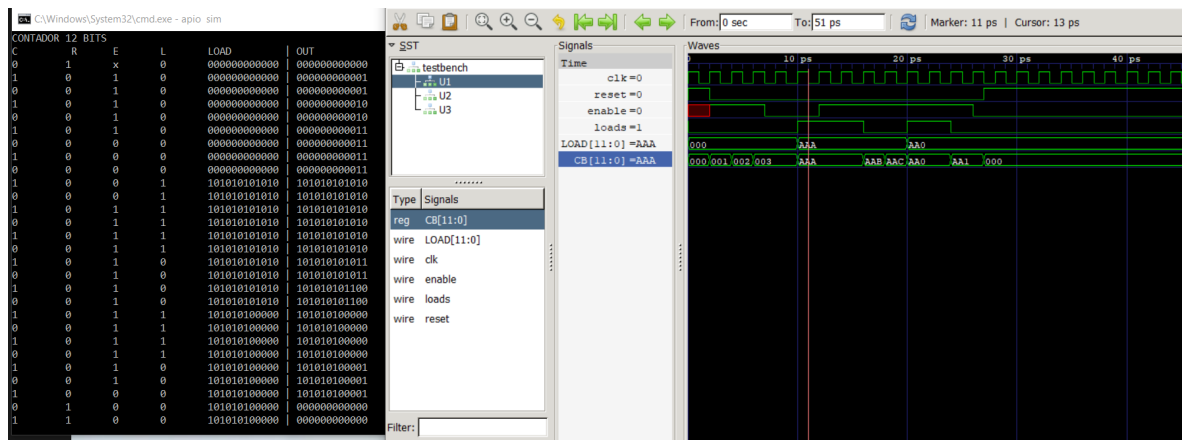 C:\Windows\System32\cmd.exe - apio sim
CONTADOR 12 BITS
C R E L LOAD | OUT
0 1 x 0 000000000000 | 000000000000
1 0 1 0 000000000000 | 000000000001
0 0 1 0 000000000000 | 000000000001
1 0 1 0 000000000000 | 000000000010
0 0 1 0 000000000000 | 000000000010
1 0 1 0 000000000000 | 000000000011
0 0 0 0 000000000000 | 000000000011
1 0 0 0 000000000000 | 000000000011
0 0 0 0 000000000000 | 000000000011
1 0 0 1 101010101010 | 101010101010
0 0 0 1 101010101010 | 101010101010
1 0 1 1 101010101010 | 101010101010
0 0 1 1 101010101010 | 101010101010
1 0 1 1 101010101010 | 101010101010
0 0 1 0 101010101010 | 101010101010
1 0 1 0 101010101010 | 101010101011
0 0 1 0 101010101010 | 101010101011
1 0 1 0 101010101010 | 101010101100
0 0 1 0 101010101010 | 101010101100
1 0 1 1 101010100000 | 101010100000
0 0 1 1 101010100000 | 101010100000
1 0 1 1 101010100000 | 101010100000
0 0 1 1 101010100000 | 101010100000
1 0 1 0 101010100000 | 101010100001
0 0 1 0 101010100000 | 101010100001
1 0 0 0 101010100000 | 101010100001
0 1 0 0 101010100000 | 000000000000
1 1 0 0 101010100000 | 000000000000
From: 0 sec To: 51 ps Marker: 11 ps | Cursor: 13 ps
SST
testbench
U1
U2
U3
Type Signals
reg CB[11:0]
wire LOAD[11:0]
wire clk
wire enable
wire loads
wire reset
Filter:
Signals
Time
clk=0
reset=0
enable=0
loads=1
LOAD[11:0]=AAA
CB[11:0]=AAA
Waves
0 10 ps 20 ps 30 ps 40 ps
000 AAA AA0
000 001 002 003 AAA AAB AAC AA0 AA1 000